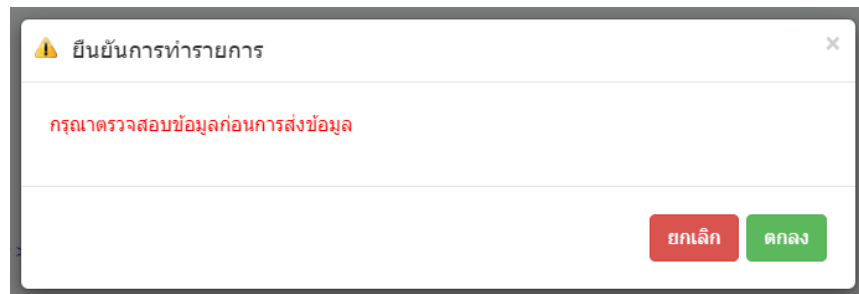 ยืนยันการทำรายการ ×
กรุณาตรวจสอบข้อมูลก่อนการส่งข้อมูล
ยกเลิก ตกลง